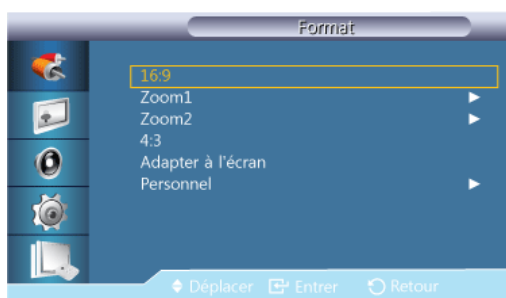 Format
16:9
Zoom1
Zoom2
4:3
Adapter à l'écran
Personnel
Déplacer Entrer Retour